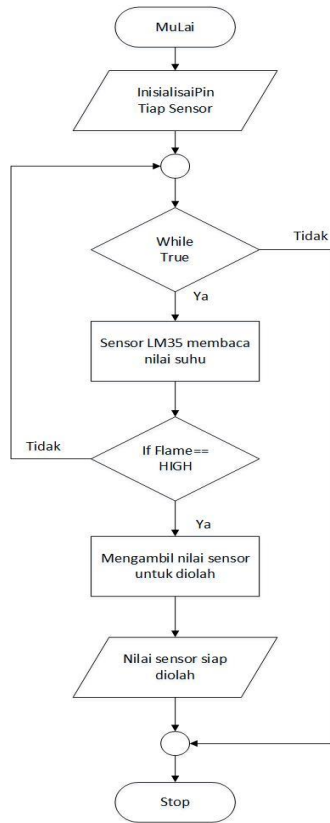 MuLai
InisialisaiPin
Tiap Sensor
While
True
Tidak
Ya
Sensor LM35 membaca
nilai suhu
Tidak
If Flame==
HIGH
Ya
Mengambil nilai sensor
untuk diolah
Nilai sensor siap
diolah
Stop